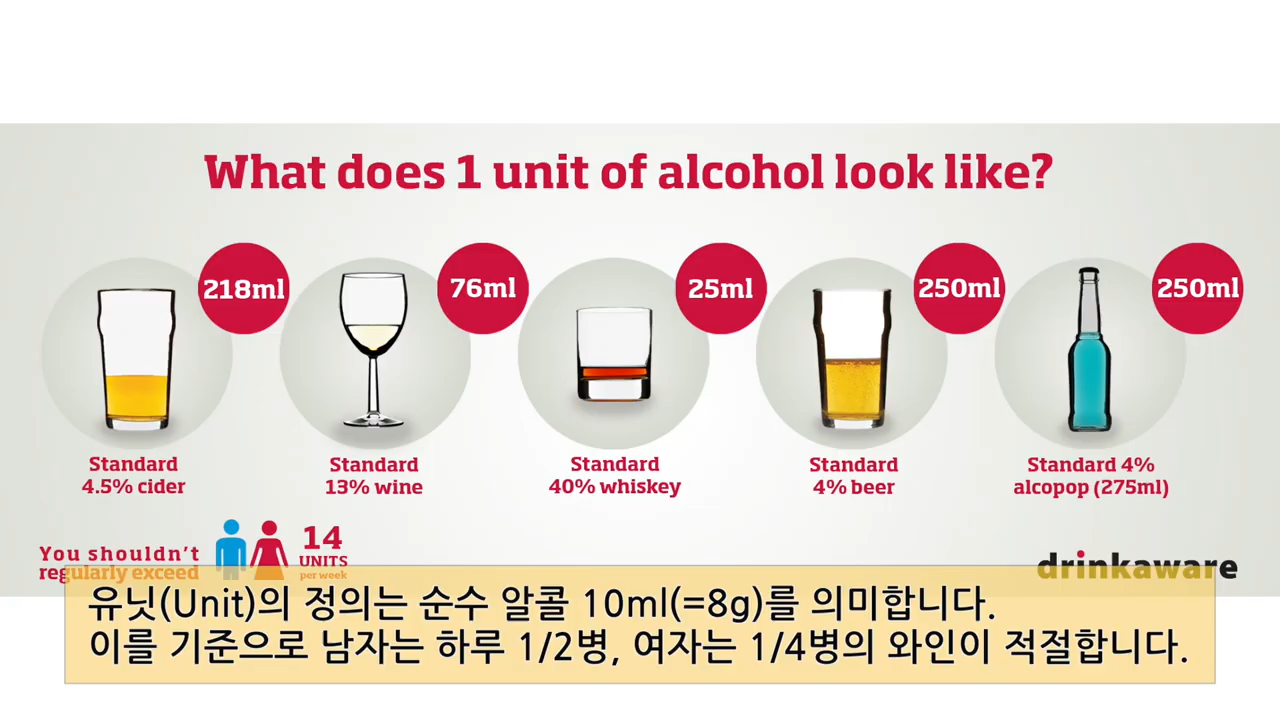 What does 1 unit of alcohol look like?
218ml
76ml
25ml
250ml
250ml
Standard
4.5% cider
Standard
13% wine
Standard
40% whiskey
Standard
4% beer
Standard 4%
alcopop (275ml)
You shouldn't
regularly exceed
14
UNITS
per week
drinkaware
유닛(Unit)의 정의는 순수 알콜 10ml(=8g)를 의미합니다.
이를 기준으로 남자는 하루 1/2병, 여자는 1/4병의 와인이 적절합니다.